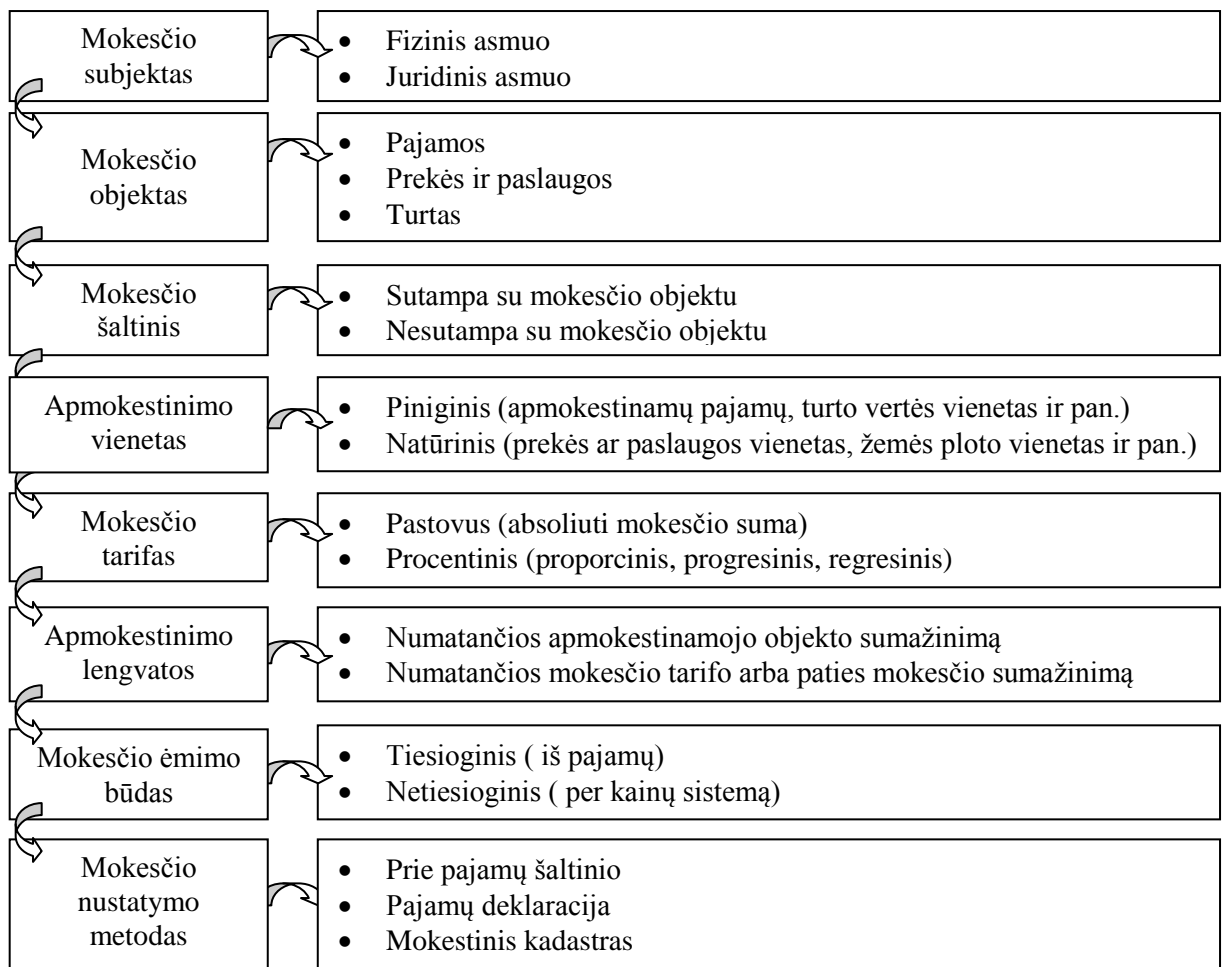 Mokesčio
subjektas
• Fizinis asmuo
• Juridinis asmuo
Mokesčio
objektas
• Pajamos
• Prekės ir paslaugos
• Turtas
Mokesčio
šaltinis
• Sutampa su mokesčio objektu
• Nesutampa su mokesčio objektu
Apmokestinimo
vienetas
• Piniginis (apmokestinamų pajamų, turto vertės vienetas ir pan.)
• Natūrinis (prekės ar paslaugos vienetas, žemės ploto vienetas ir pan.)
Mokesčio
tarifas
• Pastovus (absoliuti mokesčio suma)
• Procentinis (proporcinis, progresinis, regresinis)
Apmokestinimo
lengvatos
• Numatančios apmokestinamojo objekto sumažinimą
• Numatančios mokesčio tarifo arba paties mokesčio sumažinimą
Mokesčio ėmimo
būdas
• Tiesioginis ( iš pajamų)
• Netiesioginis ( per kainų sistemą)
Mokesčio
nustatymo
metodas
• Prie pajamų šaltinio
• Pajamų deklaracija
• Mokestinis kadastras